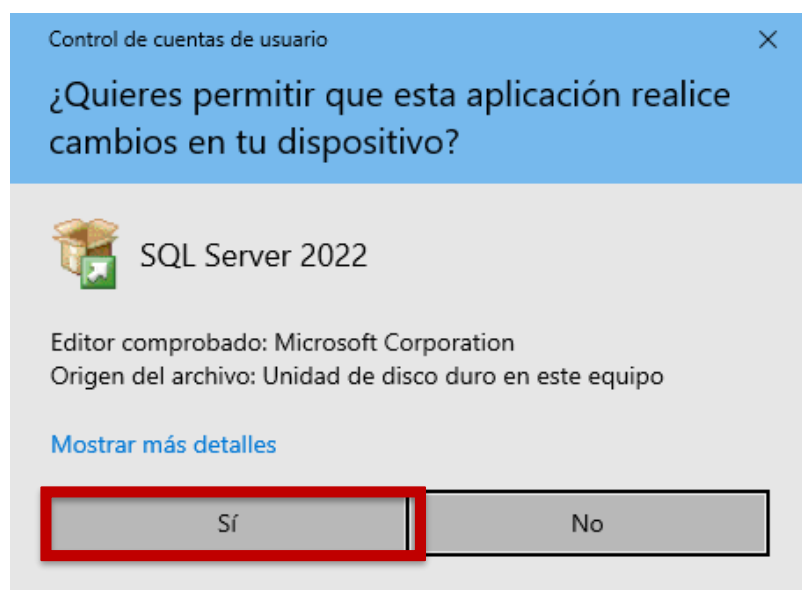 Control de cuentas de usuario
¿Quieres permitir que esta aplicación realice
cambios en tu dispositivo?
SQL Server 2022
Editor comprobado: Microsoft Corporation
Origen del archivo: Unidad de disco duro en este equipo
Mostrar más detalles
Sí
No